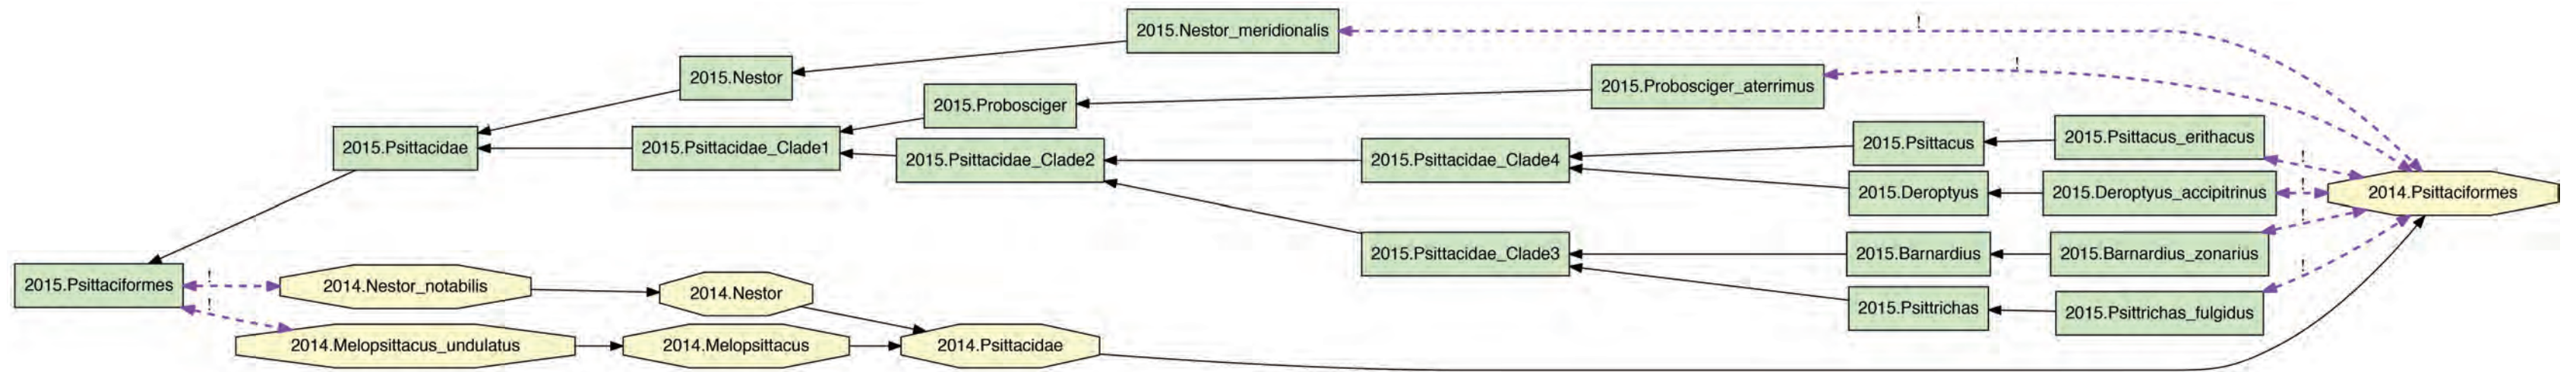 2015.Nestor_meridionalis
!
2015.Nestor
!
2015.Probosciger_aterrimus
2015.Probosciger
2015.Psittacidae
2015.Psittacidae_Clade1
2015.Psittacidae_Clade2
2015.Psittacidae_Clade4
2015.Psittacus
2015.Psittacus_erithacus
!
2015.Deroptyus
2015.Deroptyus_accipitrinus
!
2014.Psittaciformes
!
2015.Psittacidae_Clade3
2015.Barnardius
2015.Barnardius_zonarius
!
2015.Psittrichas
2015.Psittrichas_fulgidus
2015.Psittaciformes
!
2014.Nestor_notabilis
2014.Nestor
!
2014.Melopsittacus_undulatus
2014.Melopsittacus
2014.Psittacidae